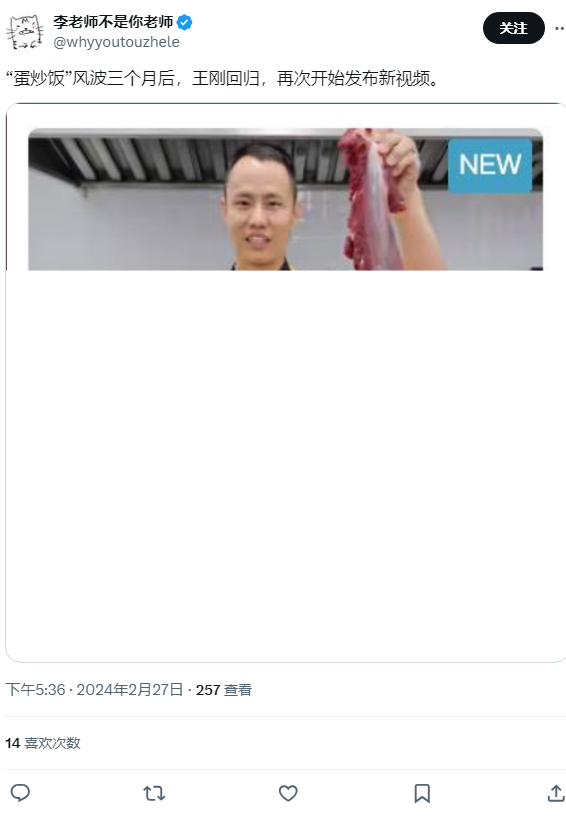 李老师不是你老师
@whyyoutouzhele
关注
“蛋炒饭”风波三个月后，王刚回归，再次开始发布新视频。
NEW
下午5:36 · 2024年2月27日 · 257 查看
14 喜欢次数